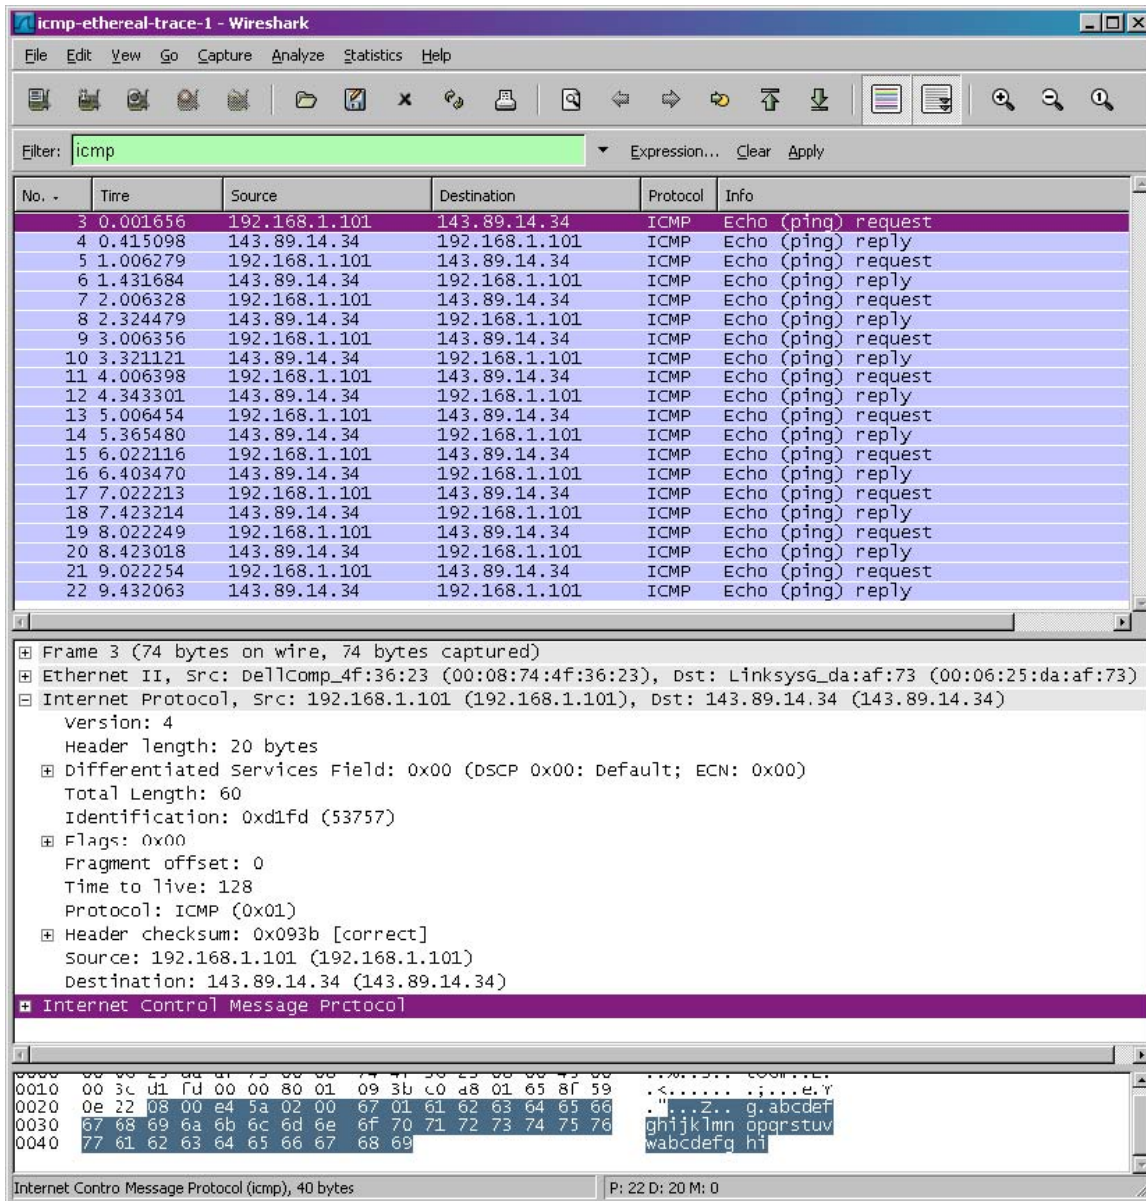 icmp-ethereal-trace-1 - Wireshark
File Edit Vew Go Capture Analyze Statistics Help
Filter: icmp Expression... Clear Apply
No. - Tirre Source Destination Protocol Info
3 0.001656 192.168.1.101 143.89.14.34 ICMP Echo (ping) request
4 0.415098 143.89.14.34 192.168.1.101 ICMP Echo (ping) reply
5 1.006279 192.168.1.101 143.89.14.34 ICMP Echo (ping) request
6 1.431684 143.89.14.34 192.168.1.101 ICMP Echo (ping) reply
7 2.006328 192.168.1.101 143.89.14.34 ICMP Echo (ping) request
8 2.324479 143.89.14.34 192.168.1.101 ICMP Echo (ping) reply
9 3.006356 192.168.1.101 143.89.14.34 ICMP Echo (ping) request
10 3.321121 143.89.14.34 192.168.1.101 ICMP Echo (ping) reply
11 4.006398 192.168.1.101 143.89.14.34 ICMP Echo (ping) request
12 4.343301 143.89.14.34 192.168.1.101 ICMP Echo (ping) reply
13 5.006454 192.168.1.101 143.89.14.34 ICMP Echo (ping) request
14 5.365480 143.89.14.34 192.168.1.101 ICMP Echo (ping) reply
15 6.022116 192.168.1.101 143.89.14.34 ICMP Echo (ping) request
16 6.403470 143.89.14.34 192.168.1.101 ICMP Echo (ping) reply
17 7.022213 192.168.1.101 143.89.14.34 ICMP Echo (ping) request
18 7.423214 143.89.14.34 192.168.1.101 ICMP Echo (ping) reply
19 8.022249 192.168.1.101 143.89.14.34 ICMP Echo (ping) request
20 8.423018 143.89.14.34 192.168.1.101 ICMP Echo (ping) reply
21 9.022254 192.168.1.101 143.89.14.34 ICMP Echo (ping) request
22 9.432063 143.89.14.34 192.168.1.101 ICMP Echo (ping) reply
Frame 3 (74 bytes on wire, 74 bytes captured)
Ethernet II, Src: DellComp_4f:36:23 (00:08:74:4f:36:23), Dst: LinksysG_da:af:73 (00:06:25:da:af:73)
Internet Protocol, Src: 192.168.1.101 (192.168.1.101), Dst: 143.89.14.34 (143.89.14.34)
Version: 4
Header length: 20 bytes
Differentiated Services Field: 0x00 (DSCP 0x00: Default; ECN: 0x00)
Total Length: 60
Identification: 0xd1fd (53757)
Flags: 0x00
Fragment offset: 0
Time to live: 128
Protocol: ICMP (0x01)
Header checksum: 0x093b [correct]
Source: 192.168.1.101 (192.168.1.101)
Destination: 143.89.14.34 (143.89.14.34)
Internet Control Message Prctocol
0010 00 3c d1 fd 00 00 80 01 09 3b c0 a8 01 65 8f 59 .<...... .;...e.Y
0020 0e 22 08 00 e4 5a 02 00 67 01 61 62 63 64 65 66 ."...Z.. g.abcdef
0030 67 68 69 6a 6b 6c 6d 6e 6f 70 71 72 73 74 75 76 ghijklmn opqrstuv
0040 77 61 62 63 64 65 66 67 68 69 wabcdefg hi
Internet Contro Message Protocol (icmp), 40 bytes P: 22 D: 20 M: 0